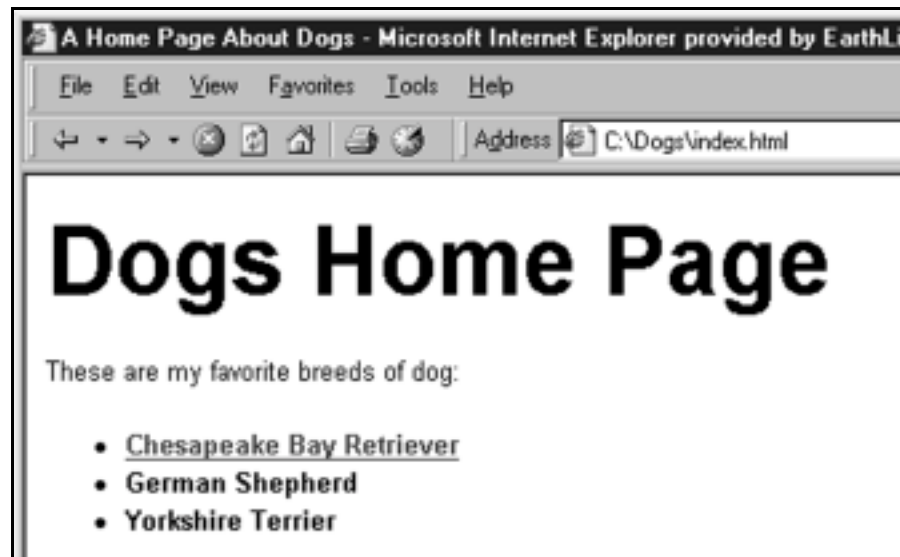 A Home Page About Dogs - Microsoft Internet Explorer provided by EarthLi
File Edit View Favorites Tools Help
Address C:\Dogs\index.html
Dogs Home Page
These are my favorite breeds of dog:
• Chesapeake Bay Retriever
• German Shepherd
• Yorkshire Terrier